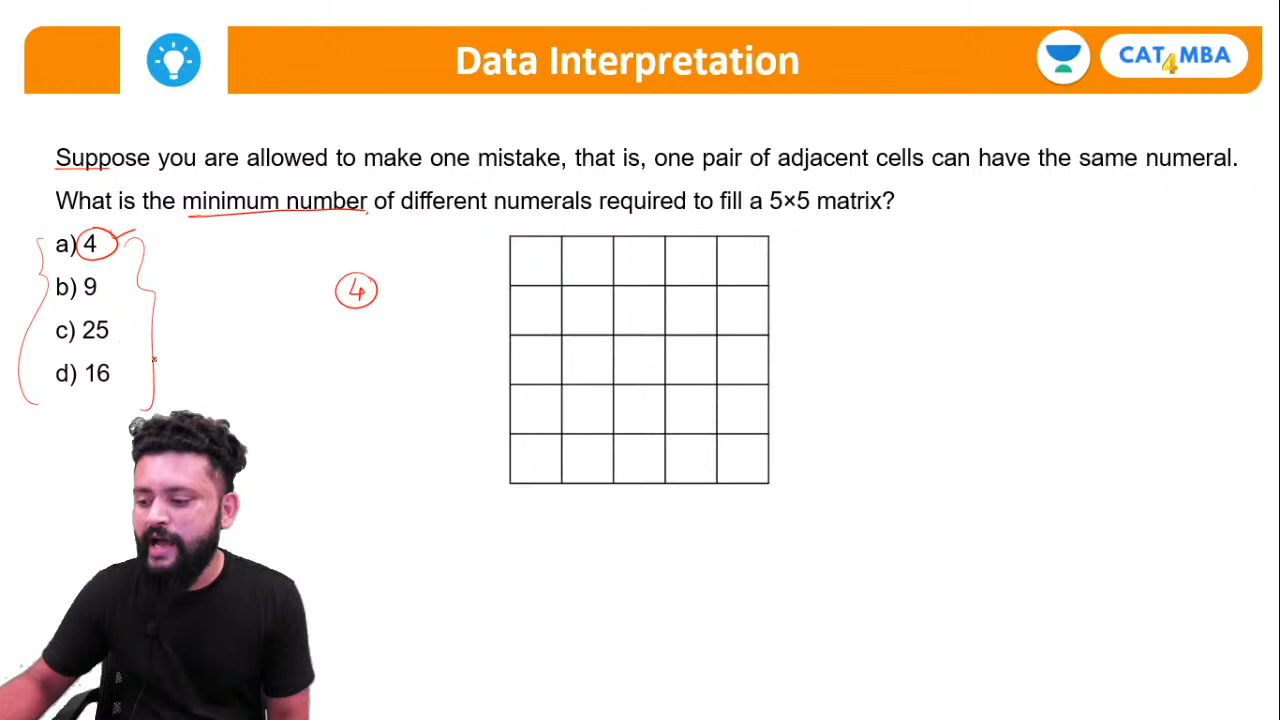 Data Interpretation
CAT4MBA
Suppose you are allowed to make one mistake, that is, one pair of adjacent cells can have the same numeral.
What is the minimum number of different numerals required to fill a 5×5 matrix?
a) 4
b) 9
c) 25
d) 16
4